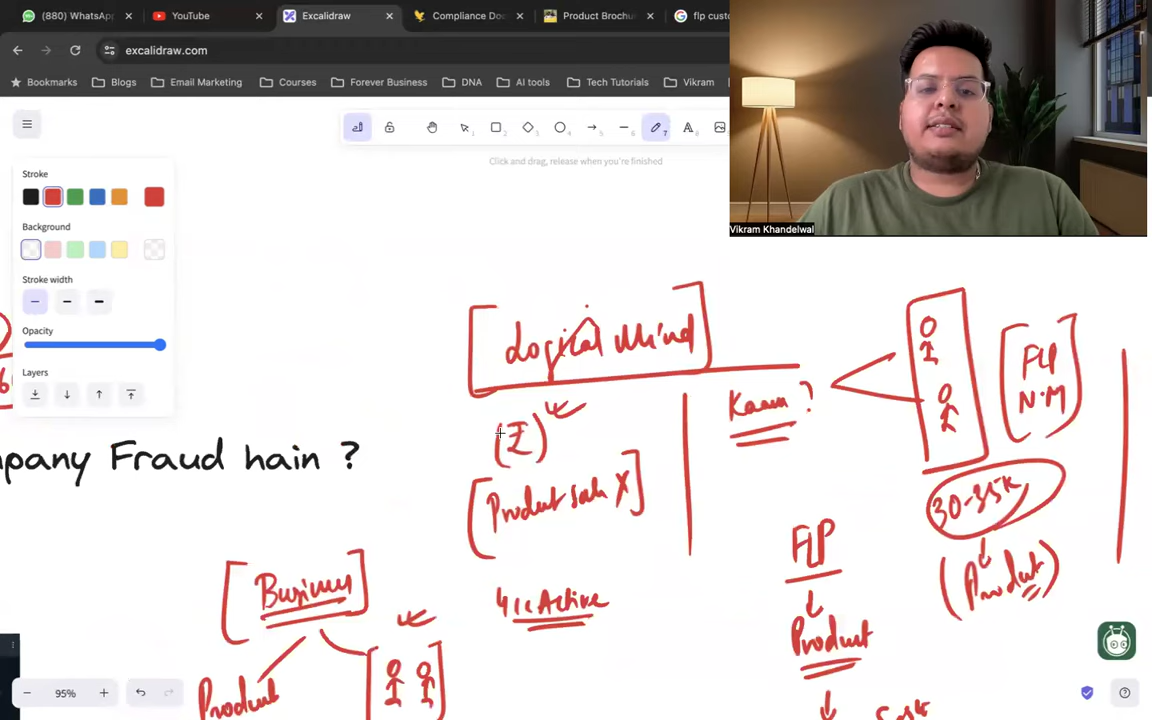 (880) WhatsApp
YouTube
Excalidraw
Compliance Do
Product Brochu
flp custo
excalidraw.com
Bookmarks
Blogs
Email Marketing
Courses
Forever Business
DNA
AI tools
Tech Tutorials
Vikram
Click and drag, release when you're finished
Vikram Khandelwal
Stroke
Background
Stroke width
Opacity
Layers
Logical Mind
Kaam ?
FLP
N.M
(₹)
Product sale X
30-35k
(Product)
mpany Fraud hain ?
FLP
Business
4cc Active
Product
Product
95%